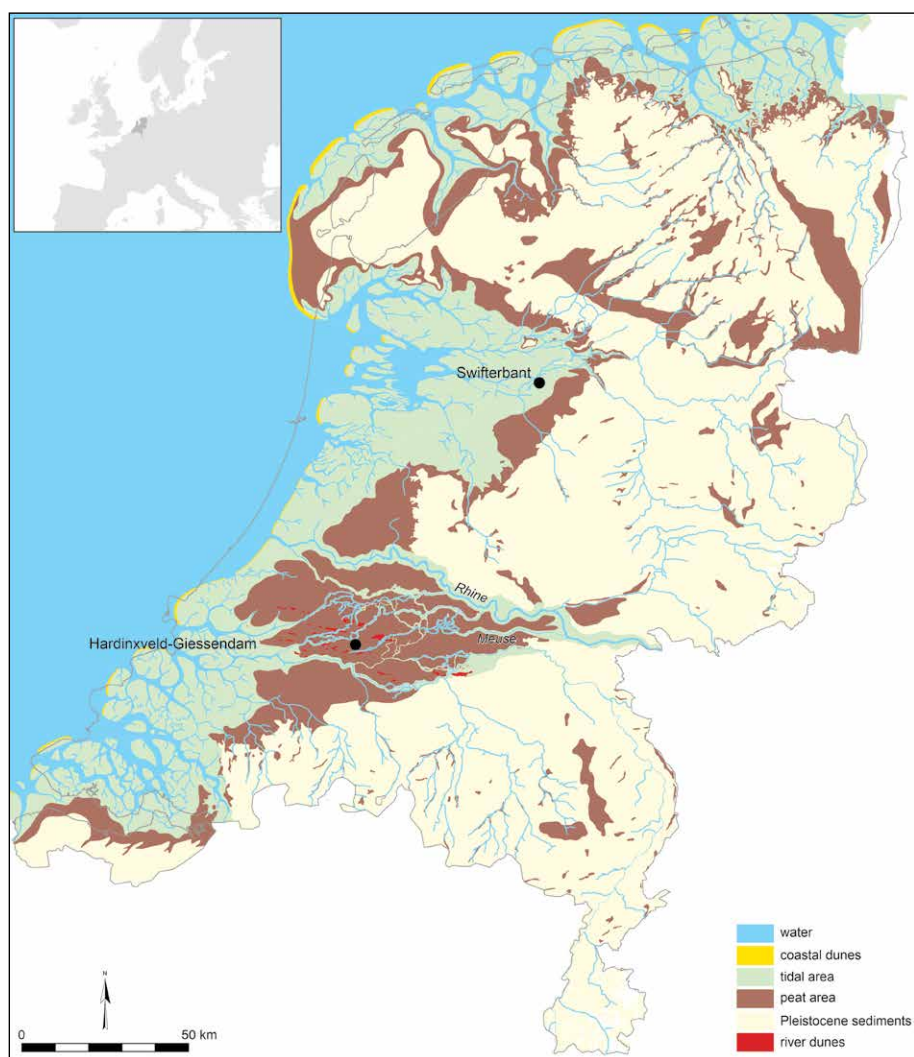 Swifterbant
Rhine
Hardinxveld-Giessendam
Meuse
water
coastal dunes
tidal area
peat area
Pleistocene sediments
river dunes
N
0
50 km